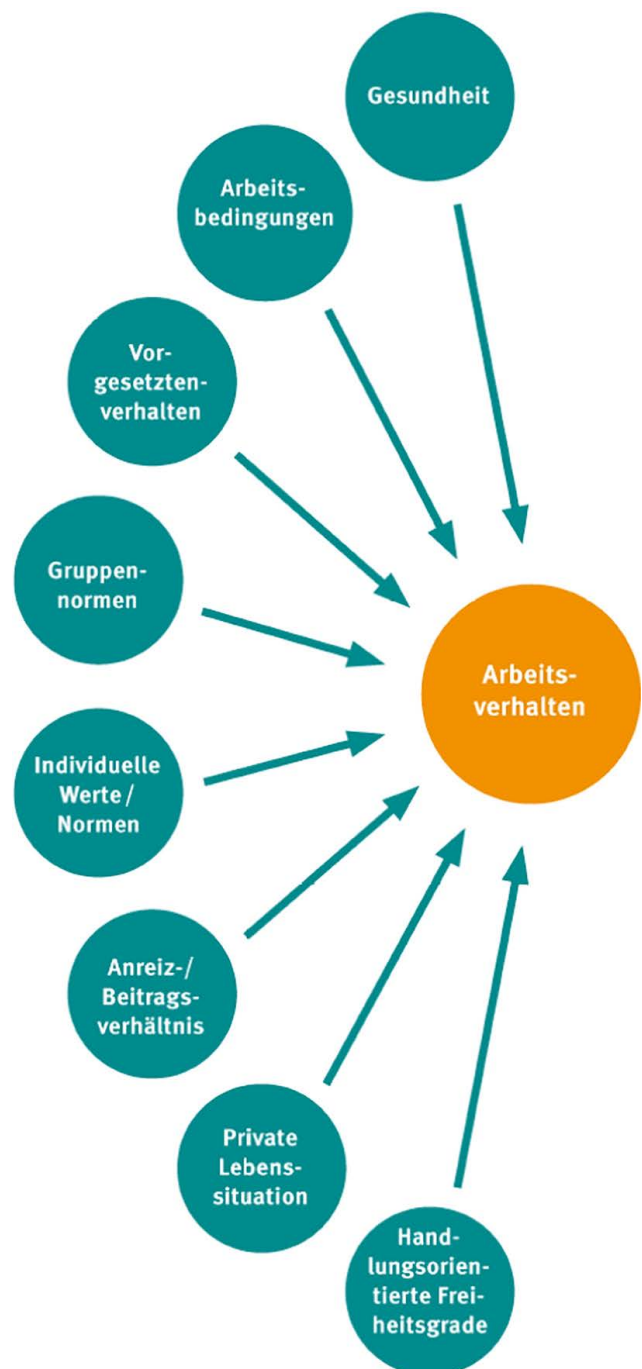 Gesundheit
Arbeits-
bedingungen
Vor-
gesetzten-
verhalten
Gruppen-
normen
Individuelle
Werte/
Normen
Anreiz-/
Beitrags-
verhältnis
Private
Lebens-
situation
Hand-
lungsorien-
tierte Frei-
heitsgrade
Arbeits-
verhalten